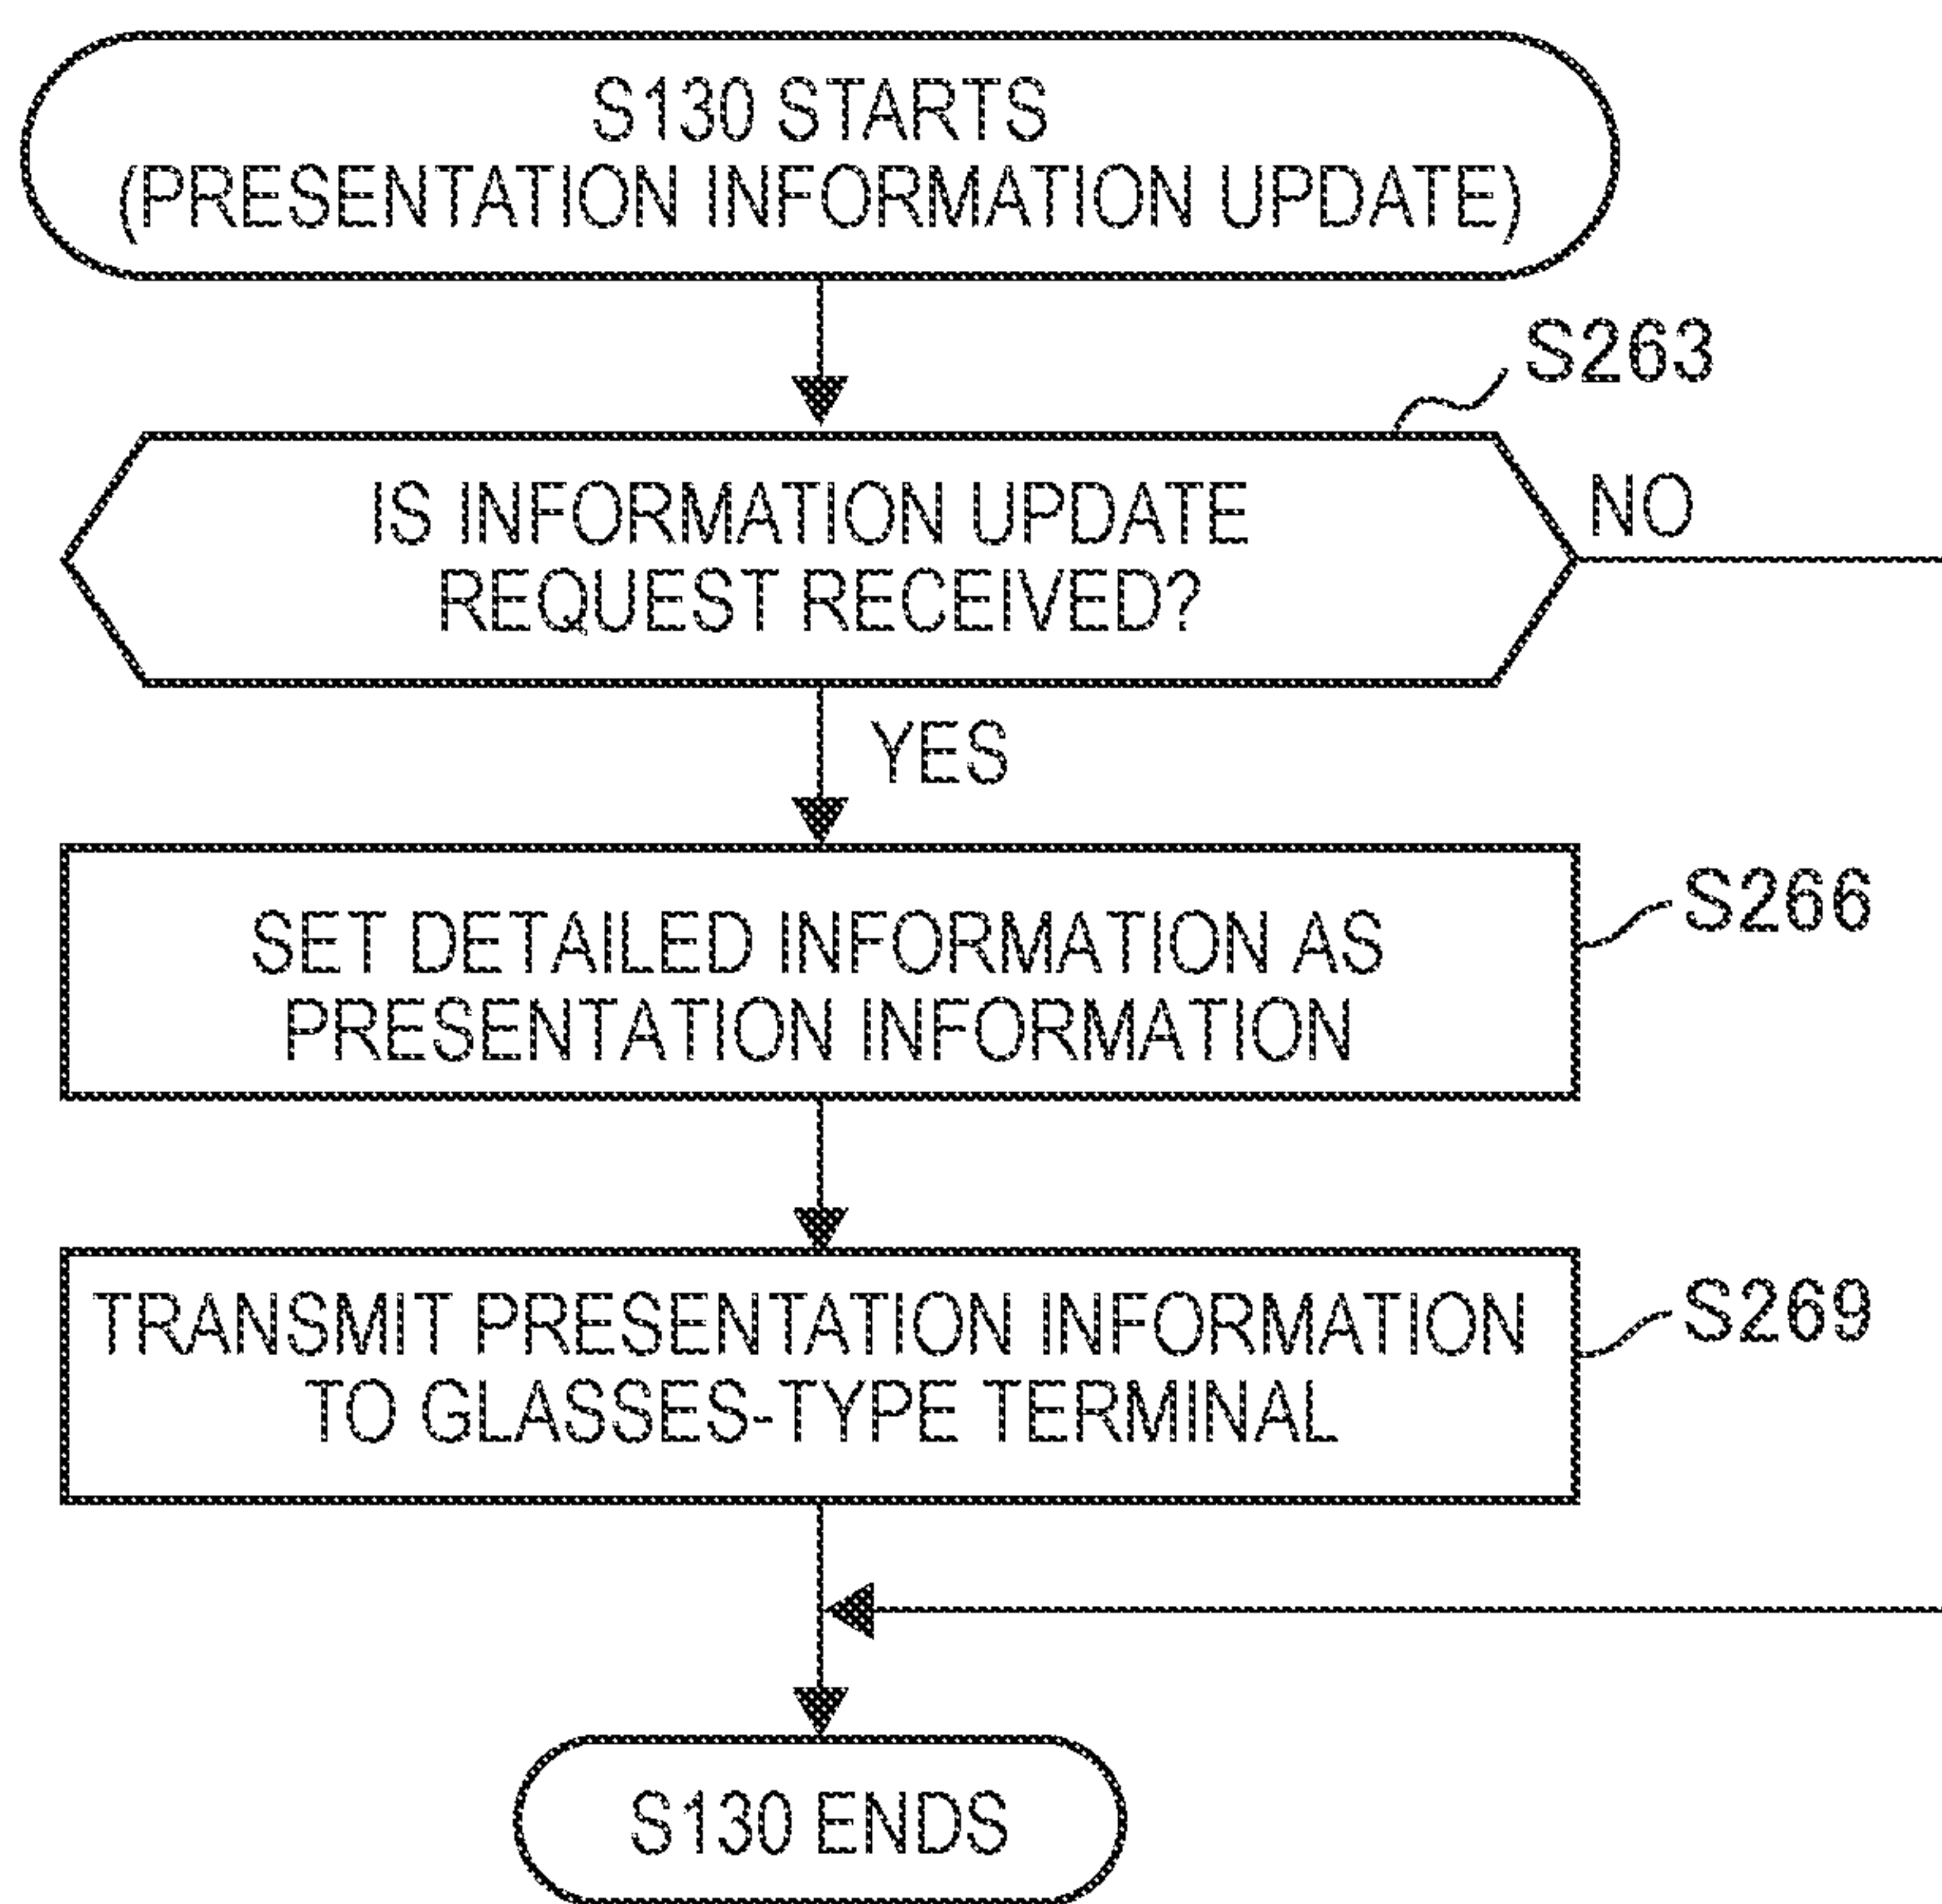 S130 STARTS
(PRESENTATION INFORMATION UPDATE)
S263
IS INFORMATION UPDATE
REQUEST RECEIVED?
NO
YES
SET DETAILED INFORMATION AS
PRESENTATION INFORMATION
S266
TRANSMIT PRESENTATION INFORMATION
TO GLASSES-TYPE TERMINAL
S269
S130 ENDS